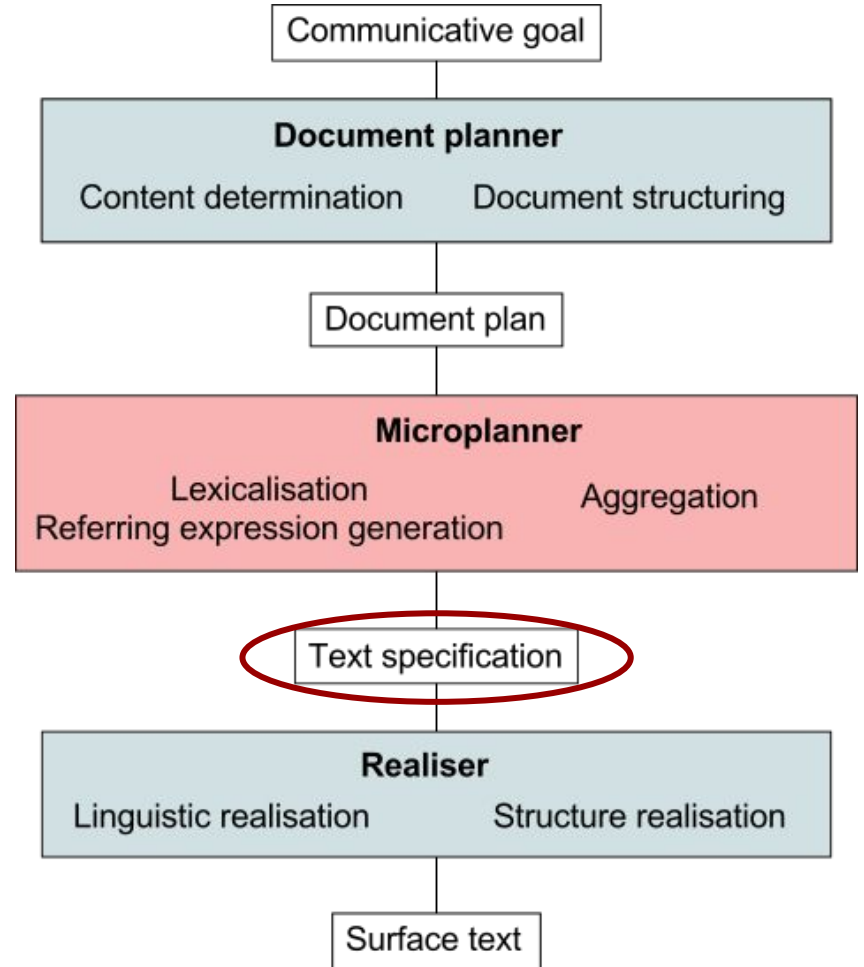 Communicative goal
Document planner
Content determination Document structuring
Document plan
Microplanner
Lexicalisation
Referring expression generation
Aggregation
Text specification
Realiser
Linguistic realisation Structure realisation
Surface text